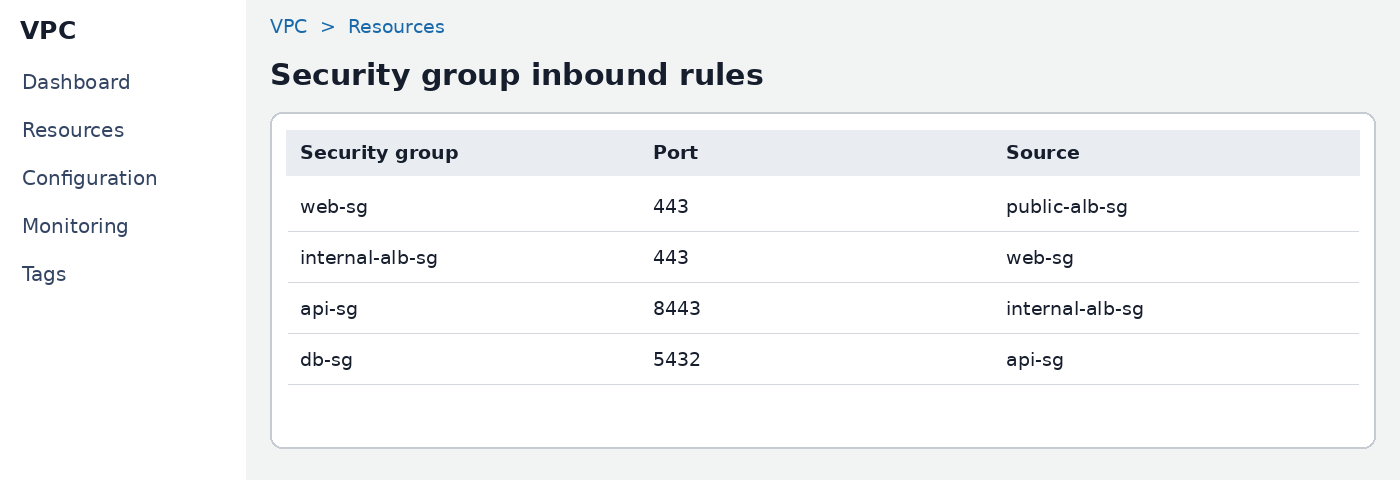 VPC
Dashboard
Resources
Configuration
Monitoring
Tags
VPC > Resources
Security group inbound rules
Security group Port Source
web-sg 443 public-alb-sg
internal-alb-sg 443 web-sg
api-sg 8443 internal-alb-sg
db-sg 5432 api-sg